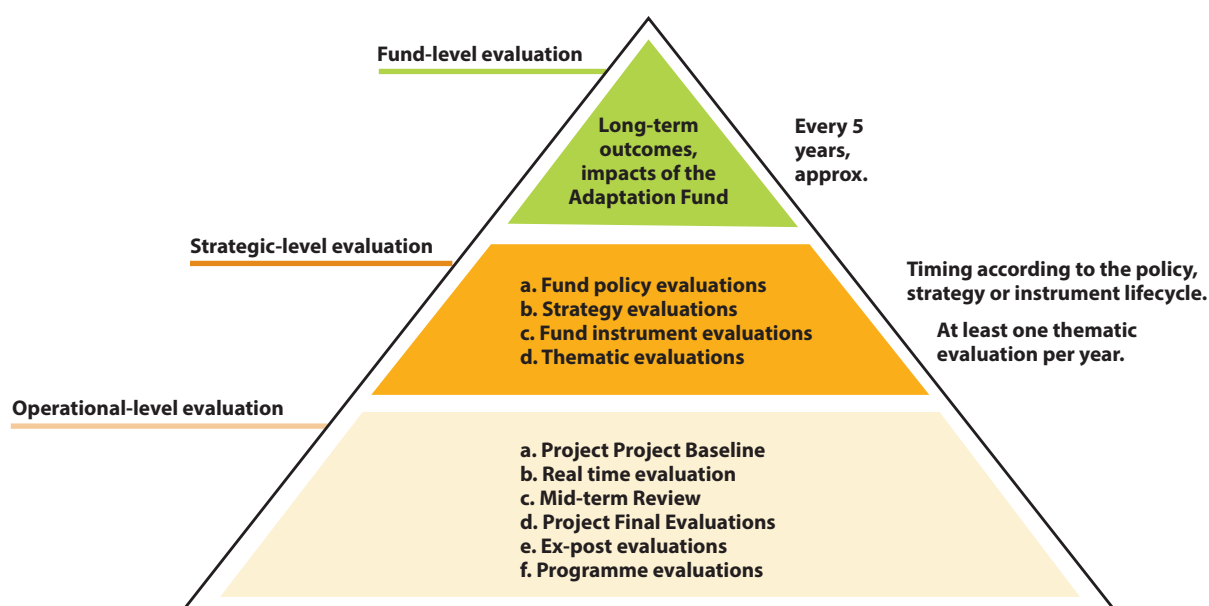 Fund-level evaluation
Long-term
outcomes,
impacts of the
Adaptation Fund
Every 5
years,
approx.
Strategic-level evaluation
a. Fund policy evaluations
b. Strategy evaluations
c. Fund instrument evaluations
d. Thematic evaluations
Timing according to the policy,
strategy or instrument lifecycle.
At least one thematic
evaluation per year.
Operational-level evaluation
a. Project Project Baseline
b. Real time evaluation
c. Mid-term Review
d. Project Final Evaluations
e. Ex-post evaluations
f. Programme evaluations